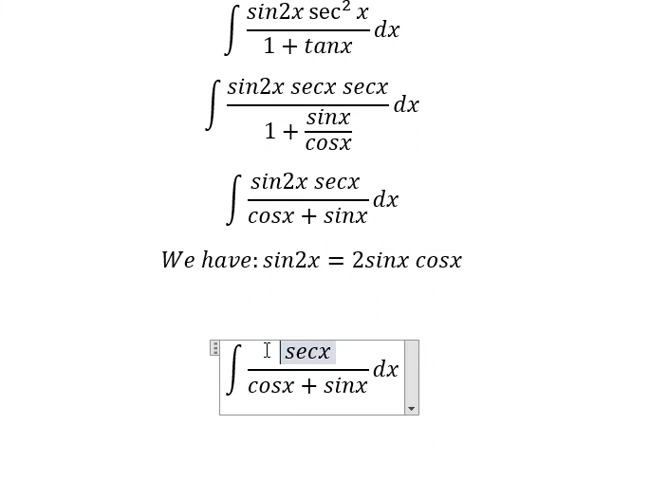 ∫ (sin2x sec² x)/(1 + tanx) dx
∫ (sin2x secx secx)/(1 + sinx/cosx) dx
∫ (sin2x secx)/(cosx + sinx) dx
We have: sin2x = 2sinx cosx
∫ (secx)/(cosx + sinx) dx